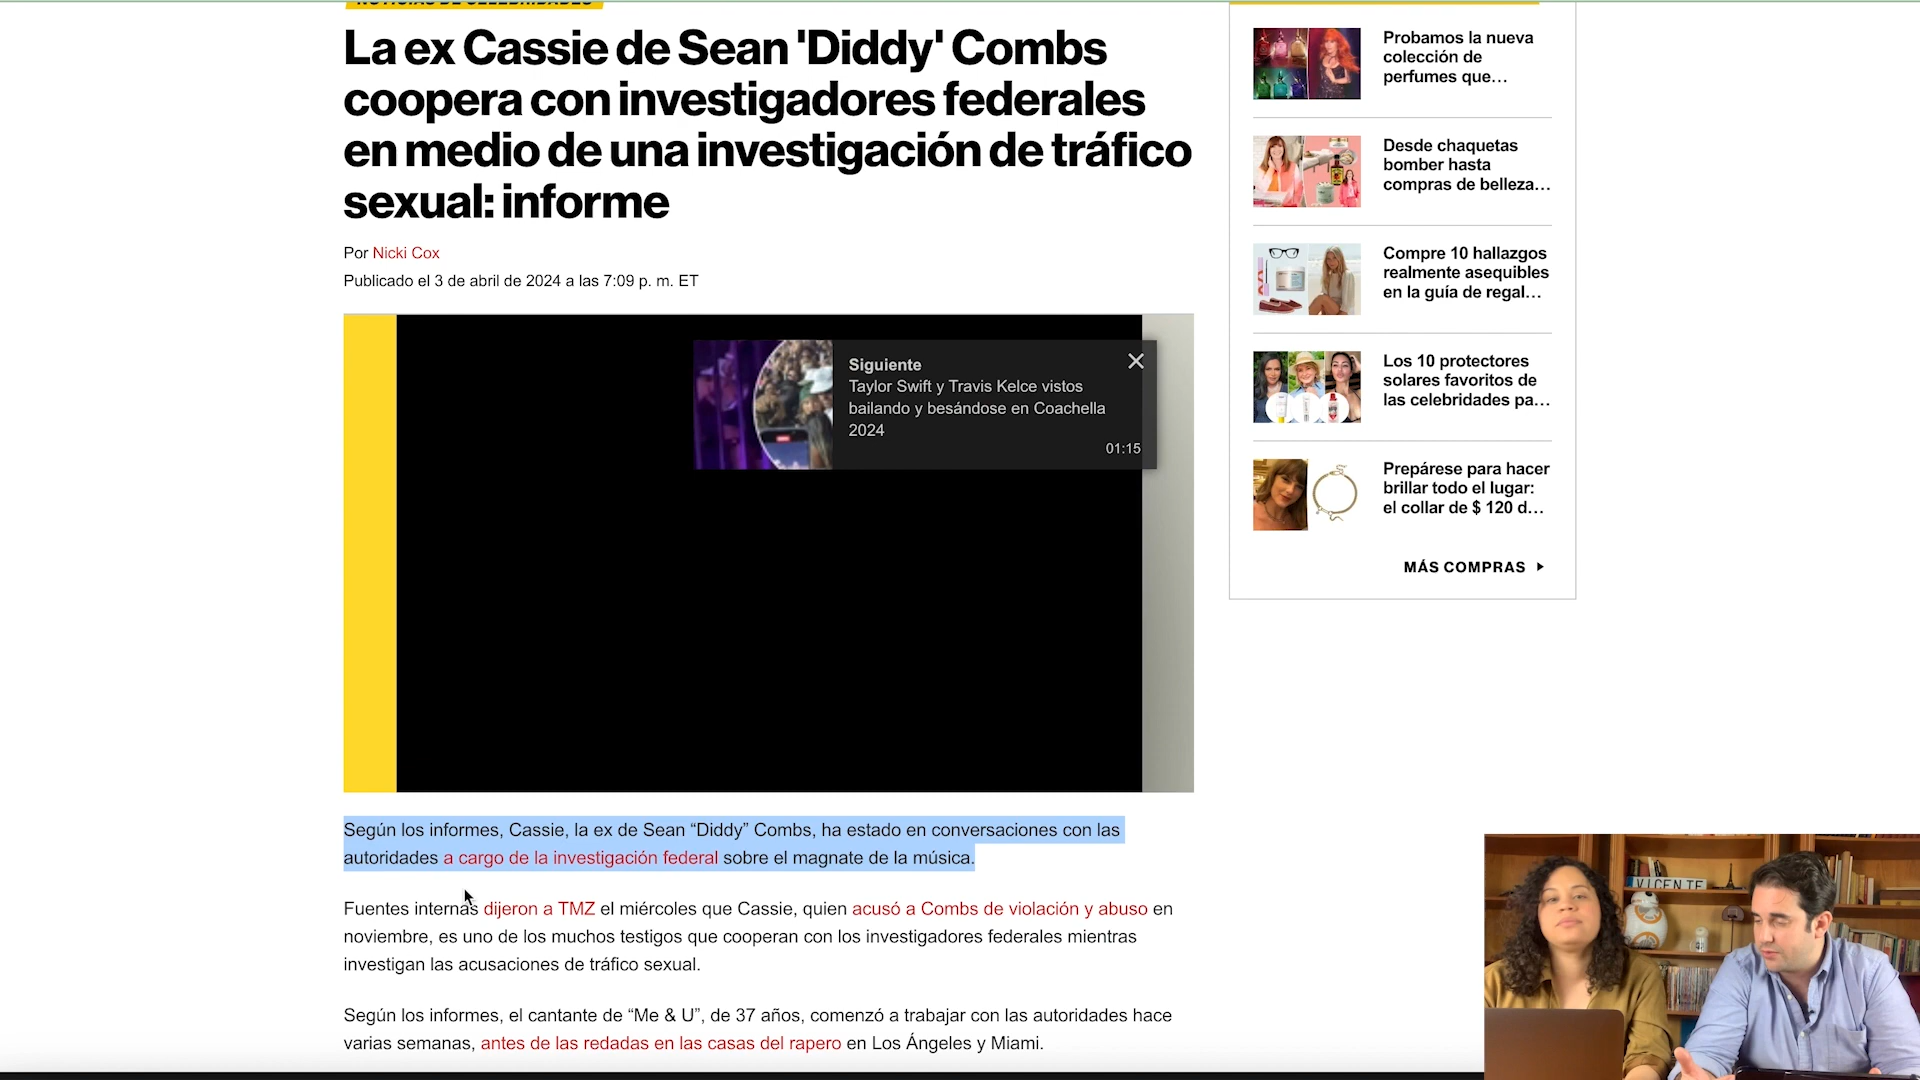 NOTICIAS DE CELEBRIDADES
La ex Cassie de Sean 'Diddy' Combs
coopera con investigadores federales
en medio de una investigación de tráfico
sexual: informe
Por Nicki Cox
Publicado el 3 de abril de 2024 a las 7:09 p. m. ET
Siguiente
Taylor Swift y Travis Kelce vistos
bailando y besándose en Coachella
2024
01:15
Según los informes, Cassie, la ex de Sean “Diddy” Combs, ha estado en conversaciones con las
autoridades a cargo de la investigación federal sobre el magnate de la música.
Fuentes internas dijeron a TMZ el miércoles que Cassie, quien acusó a Combs de violación y abuso en
noviembre, es uno de los muchos testigos que cooperan con los investigadores federales mientras
investigan las acusaciones de tráfico sexual.
Según los informes, el cantante de “Me & U”, de 37 años, comenzó a trabajar con las autoridades hace
varias semanas, antes de las redadas en las casas del rapero en Los Ángeles y Miami.
Probamos la nueva
colección de
perfumes que…
Desde chaquetas
bomber hasta
compras de belleza…
Compre 10 hallazgos
realmente asequibles
en la guía de regal…
Los 10 protectores
solares favoritos de
las celebridades pa…
Prepárese para hacer
brillar todo el lugar:
el collar de $ 120 d…
MÁS COMPRAS
VICENTE